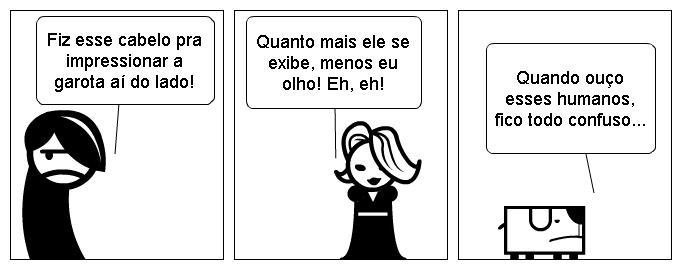 Fiz esse cabelo pra
impressionar a
garota aí do lado!
Quanto mais ele se
exibe, menos eu
olho! Eh, eh!
Quando ouço
esses humanos,
fico todo confuso...